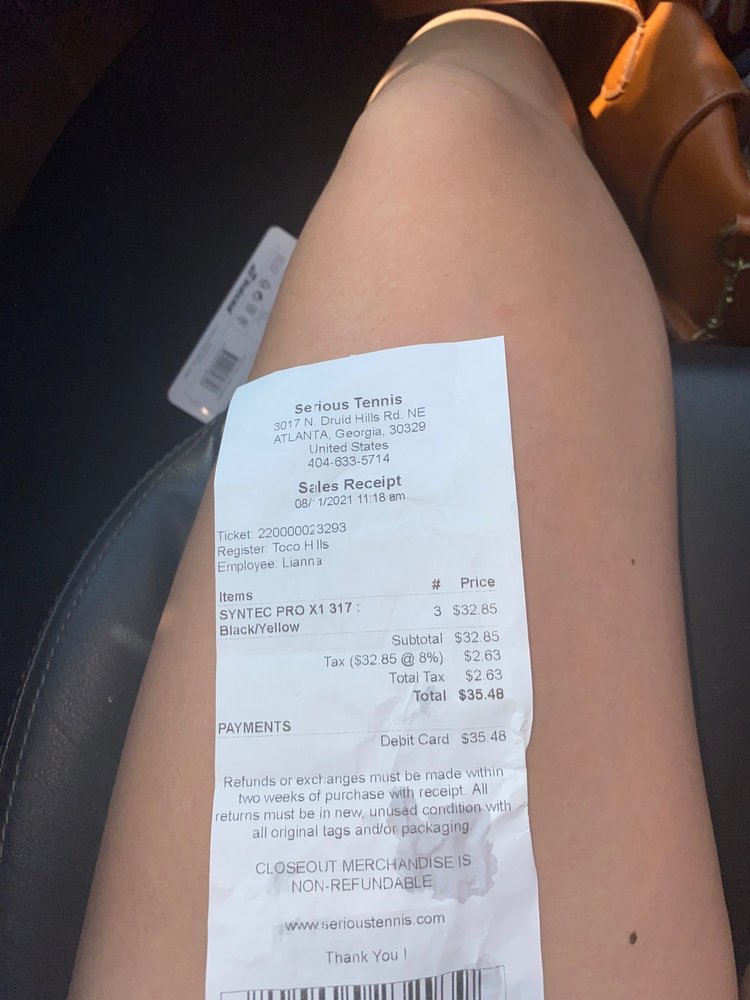 Serious Tennis
3017 N. Druid Hills Rd. NE
ATLANTA, Georgia, 30329
United States
404-633-5714
Sales Receipt
11:18 am
Ticket: 220000023293
Register: Toco Hills
Employee: Lianna
Items # Price
SYNTEC PRO X1 317 : 3 $32.85
Black/Yellow
Subtotal $32.85
Tax ($32.85 @ 8%) $2.63
Total Tax $2.63
Total $35.48
PAYMENTS
Debit Card $35.48
Refunds or exchanges must be made within
two weeks of purchase with receipt. All
returns must be in new, unused condition with
all original tags and/or packaging.
CLOSEOUT MERCHANDISE IS
NON-REFUNDABLE
www.serioustennis.com
Thank You !